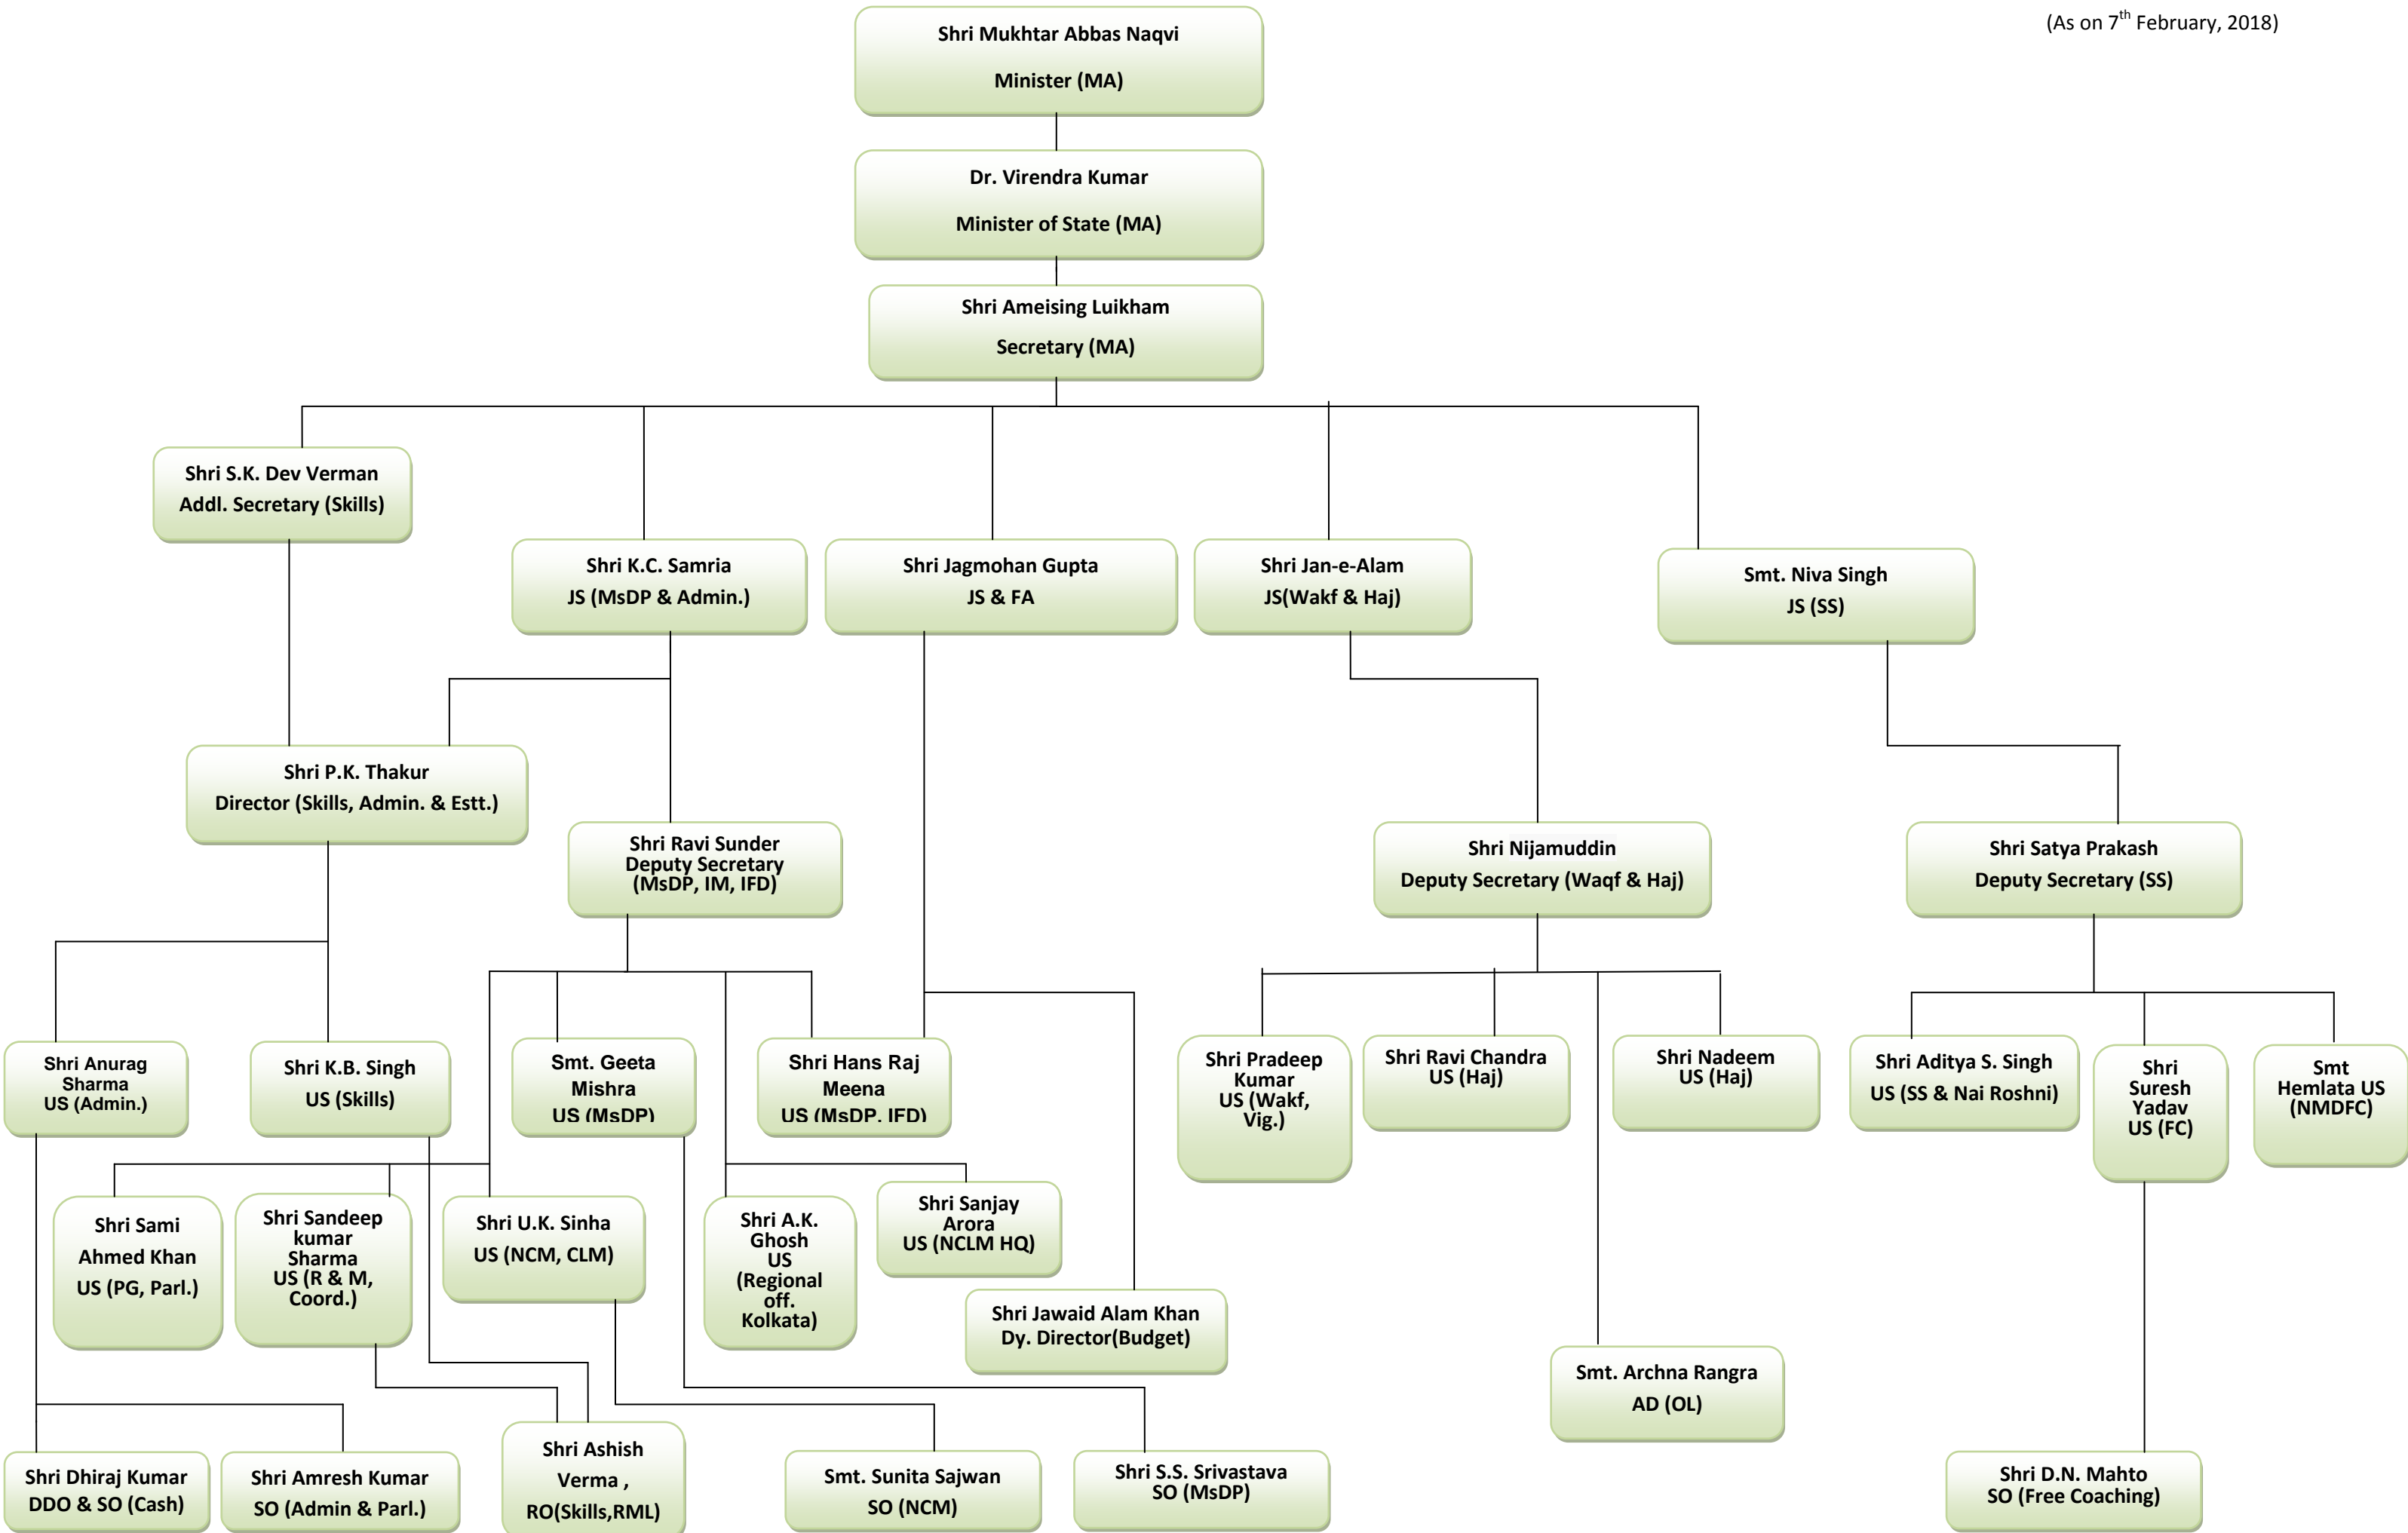 (As on 7th February, 2018)
Shri Mukhtar Abbas Naqvi
Minister (MA)
Dr. Virendra Kumar
Minister of State (MA)
Shri Ameising Luikham
Secretary (MA)
Shri S.K. Dev Verman
Addl. Secretary (Skills)
Shri K.C. Samria
JS (MsDP & Admin.)
Shri Jagmohan Gupta
JS & FA
Shri Jan-e-Alam
JS(Wakf & Haj)
Smt. Niva Singh
JS (SS)
Shri P.K. Thakur
Director (Skills, Admin. & Estt.)
Shri Ravi Sunder
Deputy Secretary
(MsDP, IM, IFD)
Shri Nijamuddin
Deputy Secretary (Waqf & Haj)
Shri Satya Prakash
Deputy Secretary (SS)
Shri Anurag
Sharma
US (Admin.)
Shri K.B. Singh
US (Skills)
Smt. Geeta
Mishra
US (MsDP)
Shri Hans Raj
Meena
US (MsDP, IFD)
Shri Pradeep
Kumar
US (Wakf,
Vig.)
Shri Ravi Chandra
US (Haj)
Shri Nadeem
US (Haj)
Shri Aditya S. Singh
US (SS & Nai Roshni)
Shri
Suresh
Yadav
US (FC)
Smt
Hemlata US
(NMDFC)
Shri Sami
Ahmed Khan
US (PG, Parl.)
Shri Sandeep
kumar
Sharma
US (R & M,
Coord.)
Shri U.K. Sinha
US (NCM, CLM)
Shri A.K.
Ghosh
US
(Regional
off.
Kolkata)
Shri Sanjay
Arora
US (NCLM HQ)
Shri Jawaid Alam Khan
Dy. Director(Budget)
Smt. Archna Rangra
AD (OL)
Shri Dhiraj Kumar
DDO & SO (Cash)
Shri Amresh Kumar
SO (Admin & Parl.)
Shri Ashish
Verma ,
RO(Skills,RML)
Smt. Sunita Sajwan
SO (NCM)
Shri S.S. Srivastava
SO (MsDP)
Shri D.N. Mahto
SO (Free Coaching)